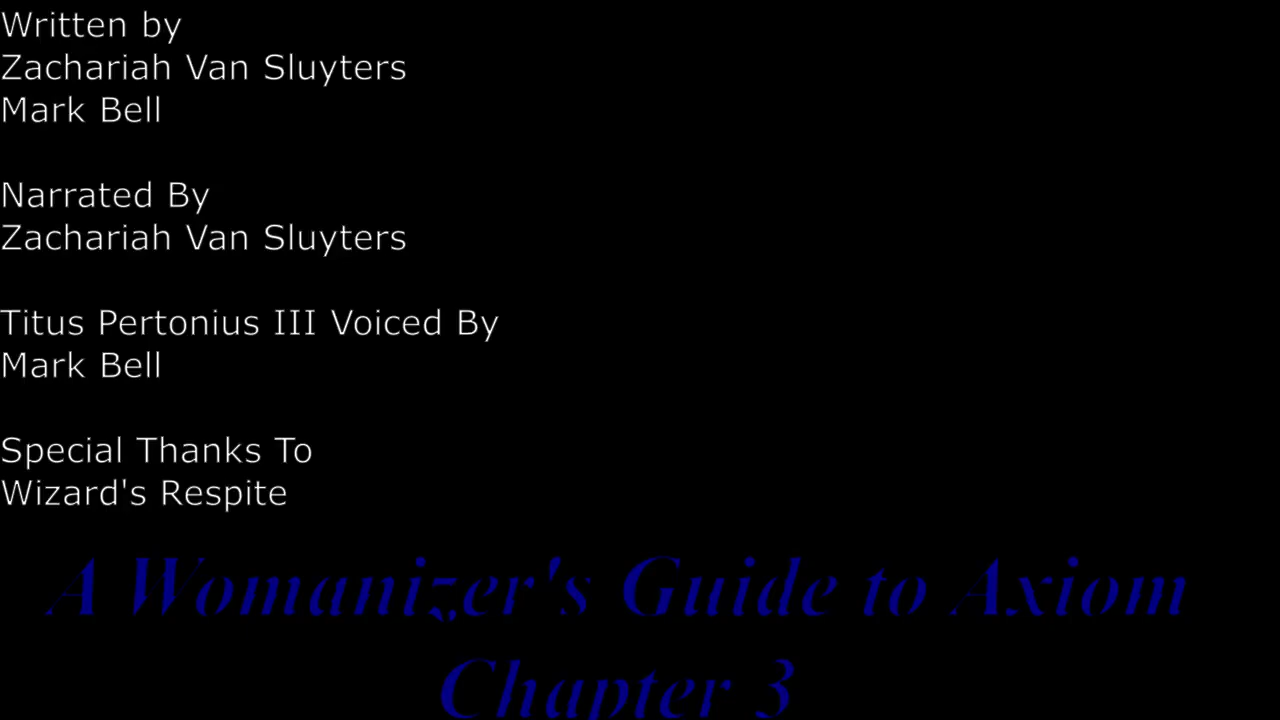 Written by
Zachariah Van Sluyters
Mark Bell
Narrated By
Zachariah Van Sluyters
Titus Pertonius III Voiced By
Mark Bell
Special Thanks To
Wizard's Respite
A Womanizer's Guide to Axiom
Chapter 3